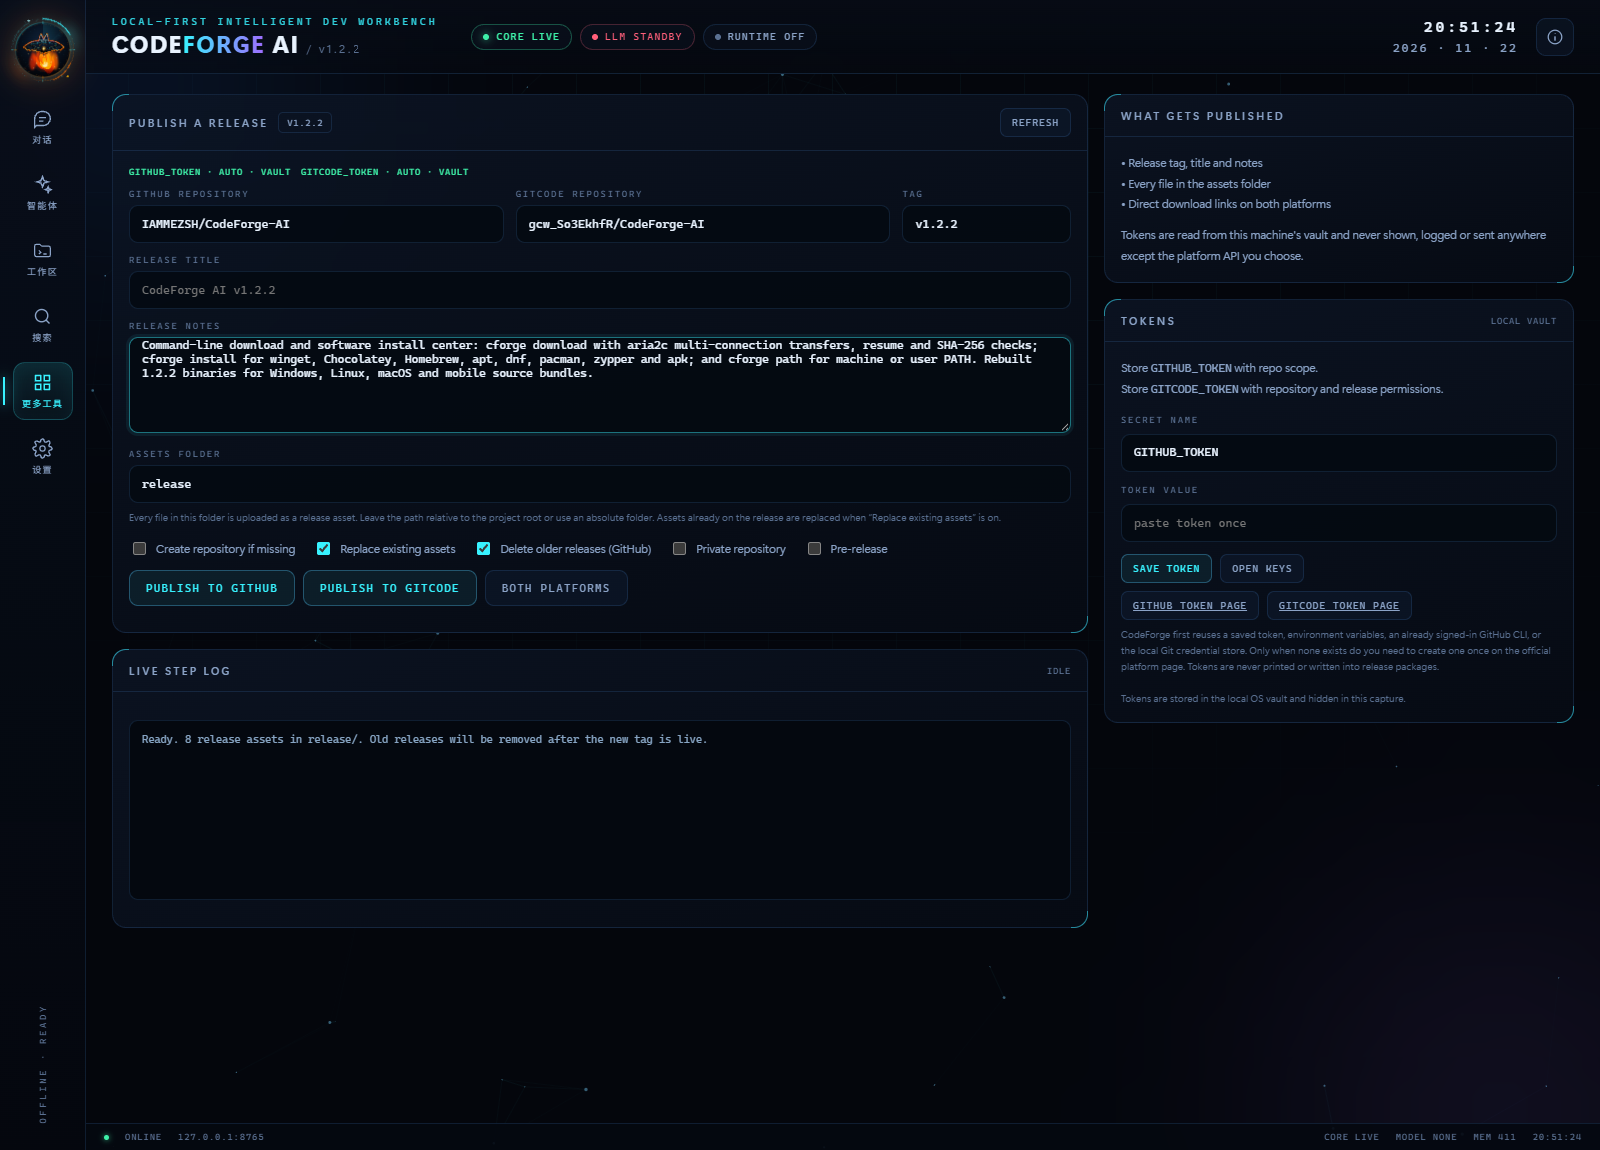 LOCAL-FIRST INTELLIGENT DEV WORKBENCH
CODEFORGE AI / v1.2.2
CORE LIVE
LLM STANDBY
RUNTIME OFF
20:51:24
2026 · 11 · 22
对话
智能体
工作区
搜索
更多工具
设置
OFFLINE · READY
PUBLISH A RELEASE
V1.2.2
REFRESH
GITHUB_TOKEN · AUTO · VAULT GITCODE_TOKEN · AUTO · VAULT
GITHUB REPOSITORY
GITCODE REPOSITORY
TAG
IAMMEZSH/CodeForge-AI
gcw_So3EkhfR/CodeForge-AI
v1.2.2
RELEASE TITLE
CodeForge AI v1.2.2
RELEASE NOTES
Command-line download and software install center: cforge download with aria2c multi-connection transfers, resume and SHA-256 checks;
cforge install for winget, Chocolatey, Homebrew, apt, dnf, pacman, zypper and apk; and cforge path for machine or user PATH. Rebuilt
1.2.2 binaries for Windows, Linux, macOS and mobile source bundles.
ASSETS FOLDER
release
Every file in this folder is uploaded as a release asset. Leave the path relative to the project root or use an absolute folder. Assets already on the release are replaced when "Replace existing assets" is on.
Create repository if missing
Replace existing assets
Delete older releases (GitHub)
Private repository
Pre-release
PUBLISH TO GITHUB
PUBLISH TO GITCODE
BOTH PLATFORMS
LIVE STEP LOG
IDLE
Ready. 8 release assets in release/. Old releases will be removed after the new tag is live.
WHAT GETS PUBLISHED
• Release tag, title and notes
• Every file in the assets folder
• Direct download links on both platforms
Tokens are read from this machine's vault and never shown, logged or sent anywhere
except the platform API you choose.
TOKENS
LOCAL VAULT
Store GITHUB_TOKEN with repo scope.
Store GITCODE_TOKEN with repository and release permissions.
SECRET NAME
GITHUB_TOKEN
TOKEN VALUE
paste token once
SAVE TOKEN
OPEN KEYS
GITHUB TOKEN PAGE
GITCODE TOKEN PAGE
CodeForge first reuses a saved token, environment variables, an already signed-in GitHub CLI, or
the local Git credential store. Only when none exists do you need to create one once on the official
platform page. Tokens are never printed or written into release packages.
Tokens are stored in the local OS vault and hidden in this capture.
ONLINE
127.0.0.1:8765
CORE LIVE
MODEL NONE
MEM 411
20:51:24